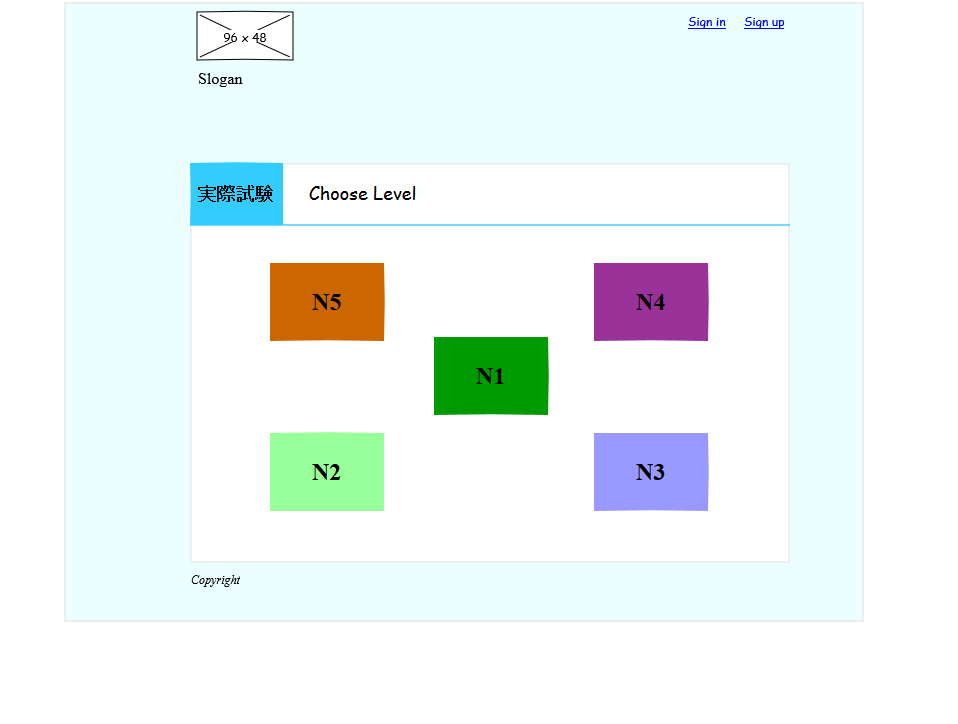 96 x 48
Sign in
Sign up
Slogan
実際試験
Choose Level
N5
N4
N1
N2
N3
Copyright